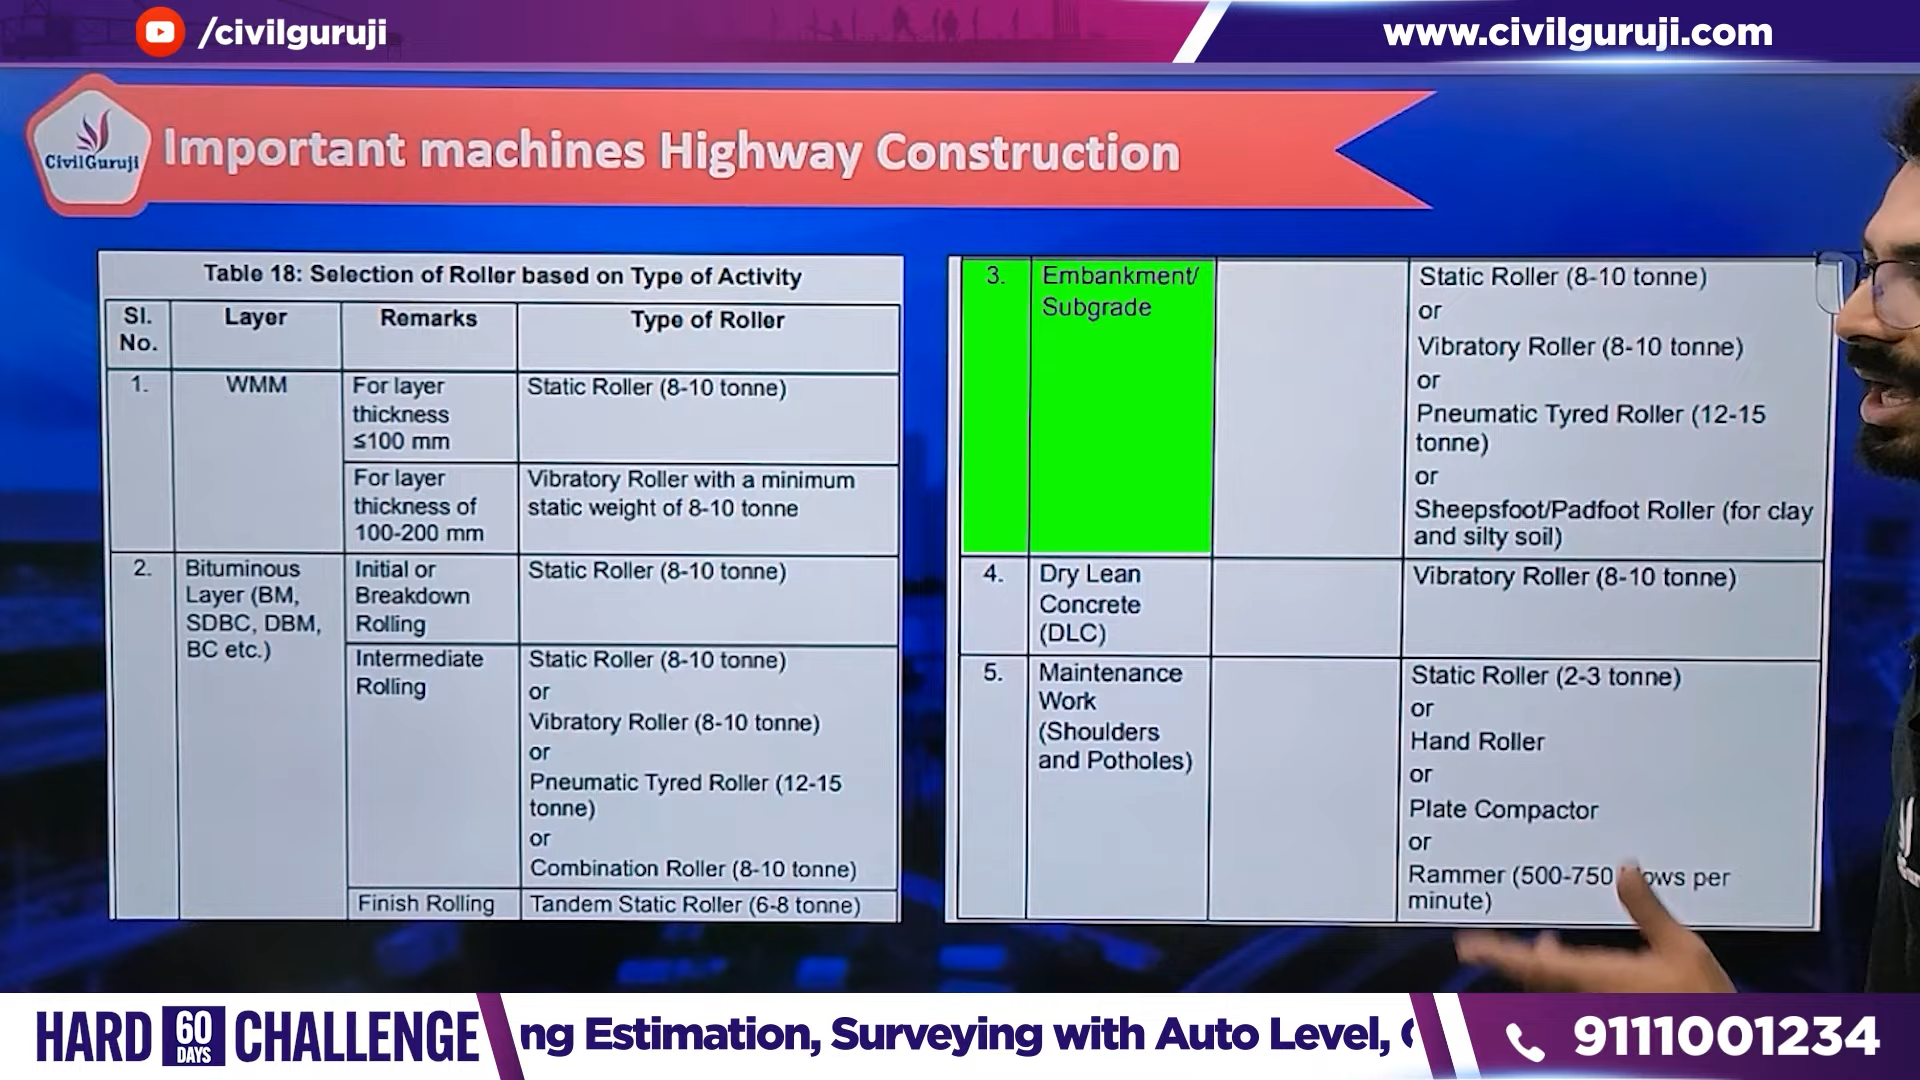 /civilguruji
www.civilguruji.com
CivilGuruji
Important machines Highway Construction
Table 18: Selection of Roller based on Type of Activity
Sl. No.
Layer
Remarks
Type of Roller
1.
WMM
For layer
thickness
≤100 mm
Static Roller (8-10 tonne)
For layer
thickness of
100-200 mm
Vibratory Roller with a minimum
static weight of 8-10 tonne
2.
Bituminous
Layer (BM,
SDBC, DBM,
BC etc.)
Initial or
Breakdown
Rolling
Static Roller (8-10 tonne)
Intermediate
Rolling
Static Roller (8-10 tonne)
or
Vibratory Roller (8-10 tonne)
or
Pneumatic Tyred Roller (12-15
tonne)
or
Combination Roller (8-10 tonne)
Finish Rolling
Tandem Static Roller (6-8 tonne)
3.
Embankment/
Subgrade
Static Roller (8-10 tonne)
or
Vibratory Roller (8-10 tonne)
or
Pneumatic Tyred Roller (12-15
tonne)
or
Sheepsfoot/Padfoot Roller (for clay
and silty soil)
4.
Dry Lean
Concrete
(DLC)
Vibratory Roller (8-10 tonne)
5.
Maintenance
Work
(Shoulders
and Potholes)
Static Roller (2-3 tonne)
or
Hand Roller
or
Plate Compactor
or
Rammer (500-750 per
minute)
HARD 60 DAYS CHALLENGE
ng Estimation, Surveying with Auto Level,
9111001234